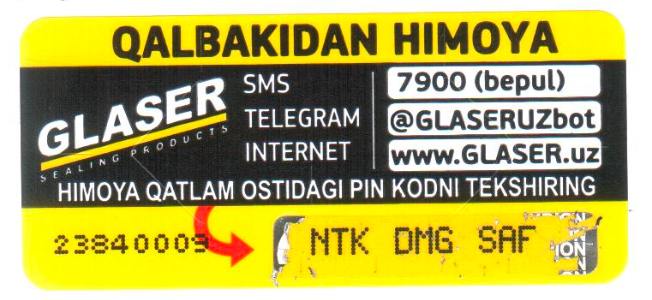 QALBAKIDAN HIMOYA
GLASER
SEALING PRODUCTS
SMS 7900 (bepul)
TELEGRAM @GLASERUZbot
INTERNET www.GLASER.uz
HIMOYA QATLAM OSTIDAGI PIN KODNI TEKSHIRING
23840009 NTK DMG SAF